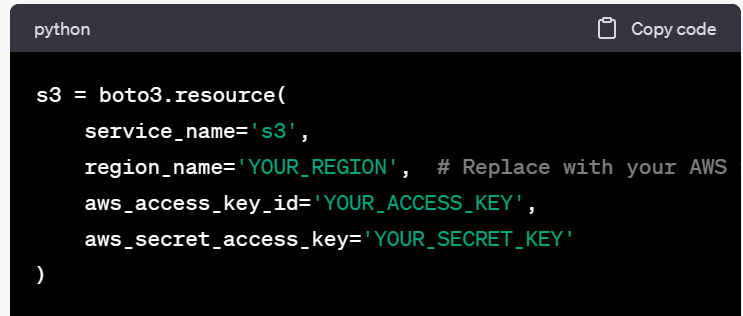 python
Copy code
s3 = boto3.resource(
    service_name='s3',
    region_name='YOUR_REGION',  # Replace with your AWS
    aws_access_key_id='YOUR_ACCESS_KEY',
    aws_secret_access_key='YOUR_SECRET_KEY'
)